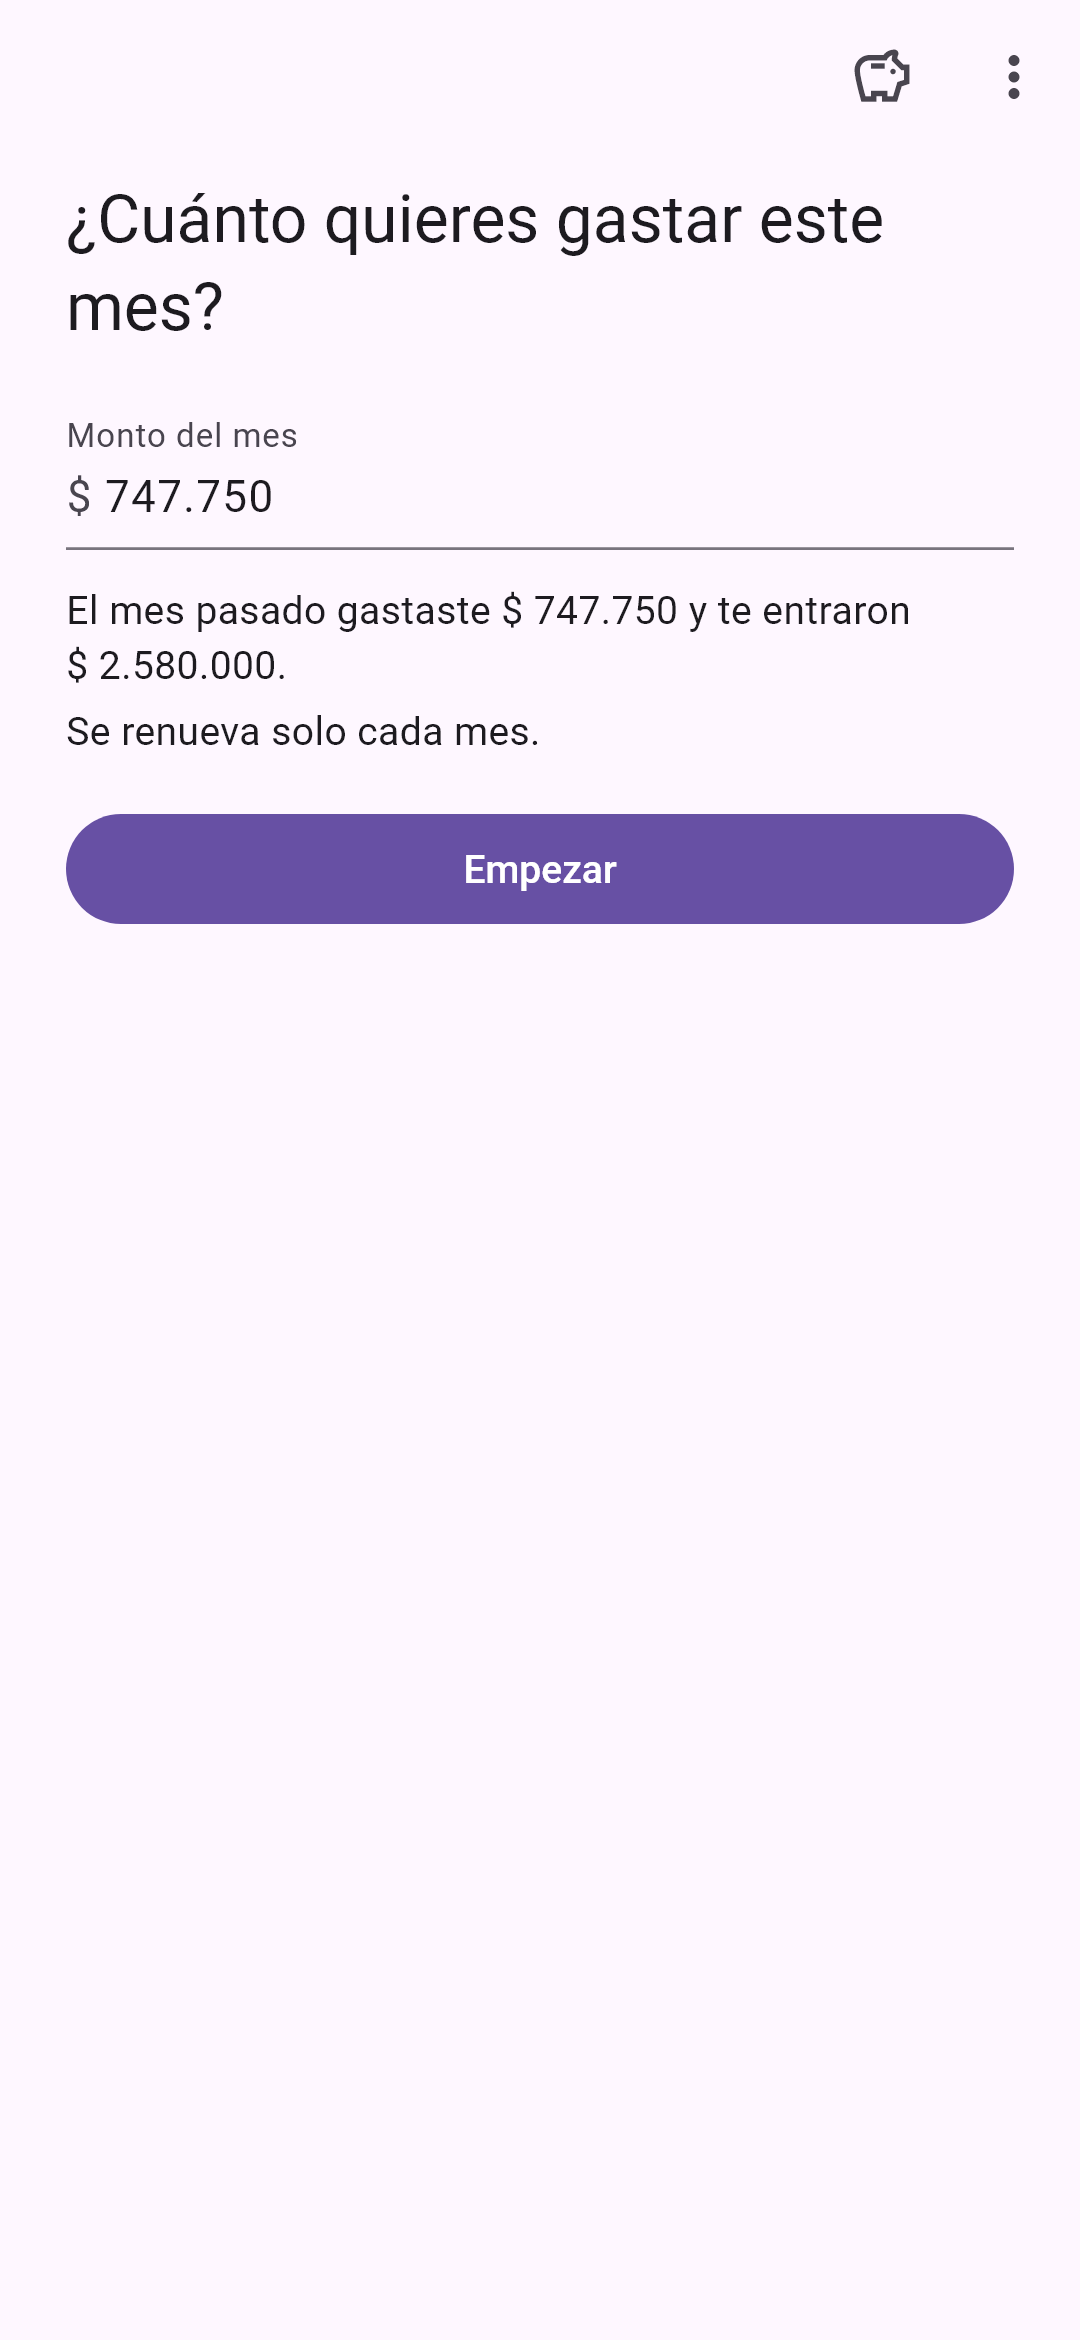 ¿Cuánto quieres gastar este
mes?
Monto del mes
$ 747.750
El mes pasado gastaste $ 747.750 y te entraron
$ 2.580.000.
Se renueva solo cada mes.
Empezar